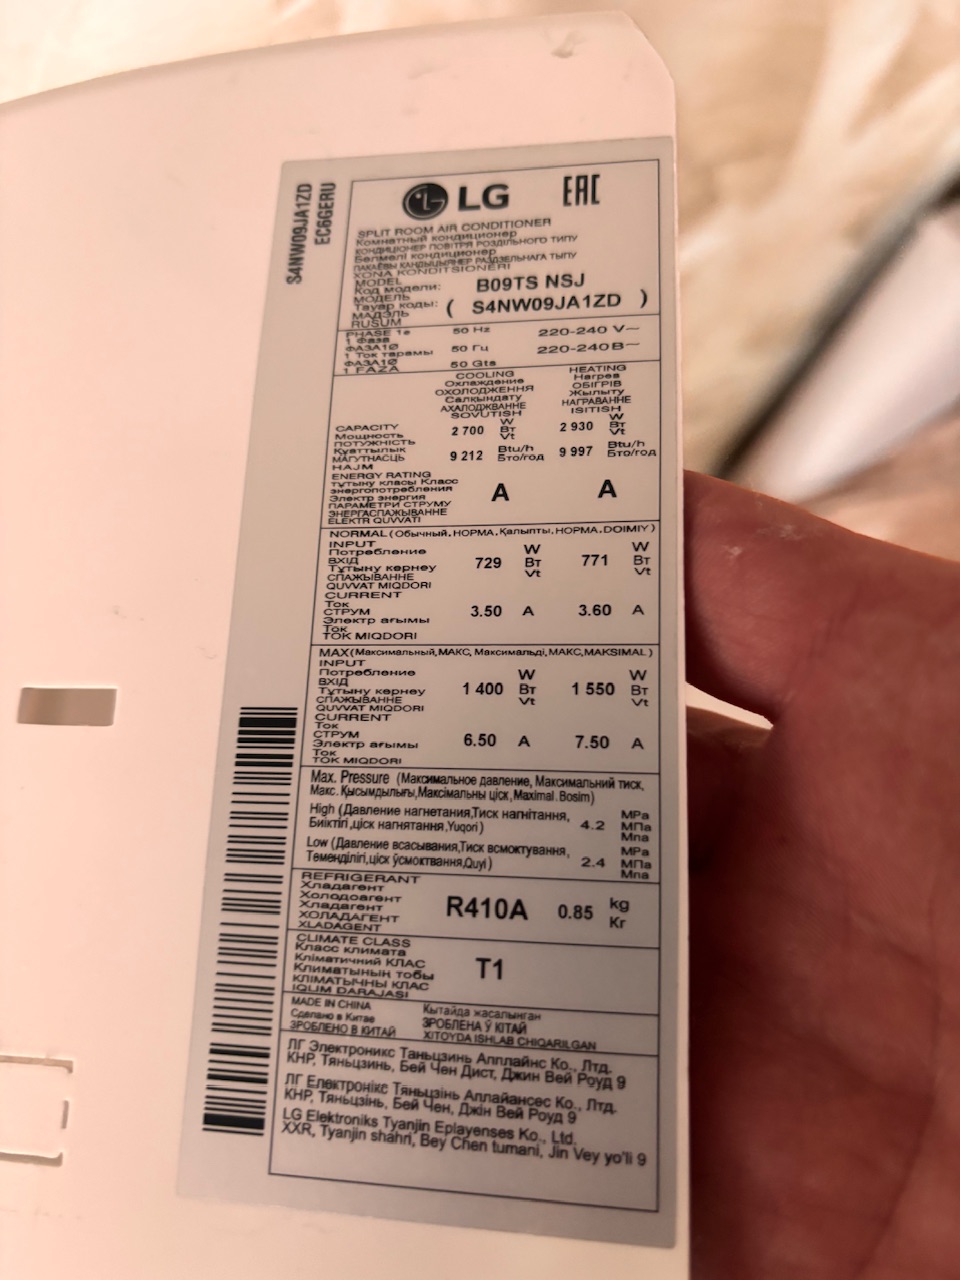 S4NW09JA1ZD
EC6GERU
LG EAC
SPLIT ROOM AIR CONDITIONER
Комнатный кондиционер
КОНДИЦІОНЕР ПОВІТРЯ РОЗДІЛЬНОГО ТИПУ
Бөлмелі кондиционер
ПАКАЁВЫ КАНДЫЦЫЯНЕР РАЗДЗЕЛЬНАГА ТЫПУ
XONA KONDITSIONERI
MODEL
Код модели: B09TS NSJ
МОДЕЛЬ
Тауар коды: ( S4NW09JA1ZD )
МАДЭЛЬ
RUSUM
PHASE 1ø 50 Hz 220-240 V~
1 Фаза
ФАЗА1Ø 50 Гц 220-240В~
1 Ток тарамы
ФАЗА1Ø 50 Gts
1 FAZA
COOLING HEATING
Охлаждение Нагрев
ОХОЛОДЖЕННЯ ОБІГРІВ
Салқындату Жылыту
АХАЛОДЖВАННЕ НАГРАВАННЕ
SOVUTISH ISITISH
CAPACITY W W
Мощность 2 700 Вт 2 930 Вт
ПОТУЖНІСТЬ Vt Vt
Қуаттылық Btu/h Btu/h
МАГУТНАСЦЬ 9 212 Бто/год 9 997 Бто/год
HAJM
ENERGY RATING
тұтыну класы Класс
энергопотребления
Электр энергия A A
ПАРАМЕТРИ СТРУМУ
ЭНЕРГАСПАЖЫВАННЕ
ELEKTR QUVVATI
NORMAL (Обычный, НОРМА, Қалыпты, НОРМА, DOIMIY)
INPUT W W
Потребление
ВХІД 729 Вт 771 Вт
Тұтыну көрнеу Vt Vt
СПАЖЫВАННЕ
QUVVAT MIQDORI
CURRENT
Ток
СТРУМ 3.50 A 3.60 A
Электр ағымы
Ток
TOK MIQDORI
MAX(Максимальный, МАКС, Максимальді, МАКС, MAKSIMAL)
INPUT
Потребление W W
ВХІД
Тұтыну көрнеу 1 400 Вт 1 550 Вт
СПАЖЫВАННЕ Vt Vt
QUVVAT MIQDORI
CURRENT
Ток
СТРУМ 6.50 A 7.50 A
Электр ағымы
Ток
TOK MIQDORI
Max. Pressure (Максимальное давление, Максимальний тиск,
Макс. Қысымдылығы,Максімальны ціск,Maximal. Bosim)
High (Давление нагнетания,Тиск нагнітання, MPa
Биіктігі,ціск нагнятання,Yuqori) 4.2 МПа
Мпа
Low (Давление всасывания,Тиск всмоктування, MPa
Төменділігі,ціск ўсмоктвання,Quyi) 2.4 МПа
Мпа
REFRIGERANT
Хладагент
Холодоагент R410A 0.85 kg
Хладагент Кг
ХОЛАДАГЕНТ
XLADAGENT
CLIMATE CLASS
Класс климата
Кліматичний КЛАС T1
Климатынын тобы
КЛІМАТЫЧНЫ КЛАС
IQLIM DARAJASI
MADE IN CHINA Қытайда жасалынған
Сделано в Китае ЗРОБЛЕНА Ў КІТАЙ
ЗРОБЛЕНО В КИТАЙ XITOYDA ISHLAB CHIQARILGAN
ЛГ Электроникс Таньцзинь Апплайнс Ко., Лтд.
КНР, Тяньцзинь, Бей Чен Дист, Джин Вей Роуд 9
ЛГ Електронікс Тяньцзінь Апплайансес Ко., Лтд.
КНР, Тяньцзінь, Бей Чен, Джін Вей Роуд 9
LG Elektroniks Tyanjin Eplayenses Ko., Ltd.
XXR, Tyanjin shahri, Bey Chen tumani, Jin Vey yo'li 9